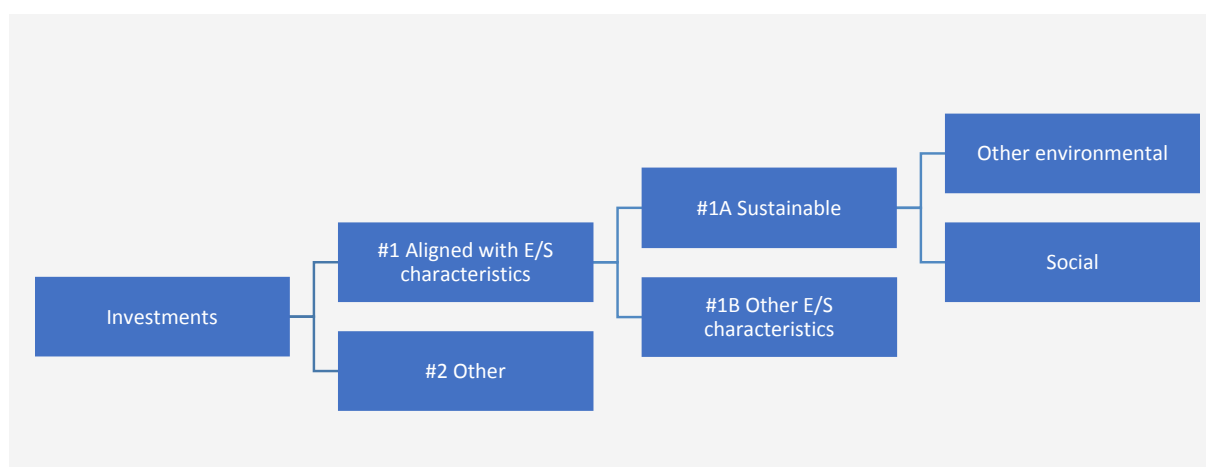 Investments
#1 Aligned with E/S
characteristics
#2 Other
#1A Sustainable
#1B Other E/S
characteristics
Other environmental
Social